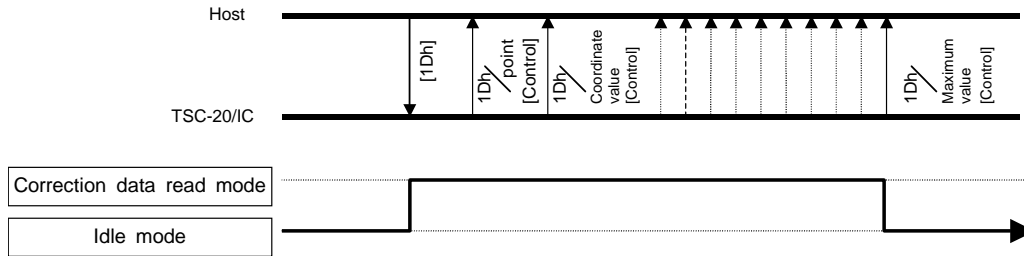 Host
[1Dh]
1Dh/point
[Control]
1Dh/Coordinate
value
[Control]
1Dh/Maximum
value
[Control]
TSC-20/IC
Correction data read mode
Idle mode